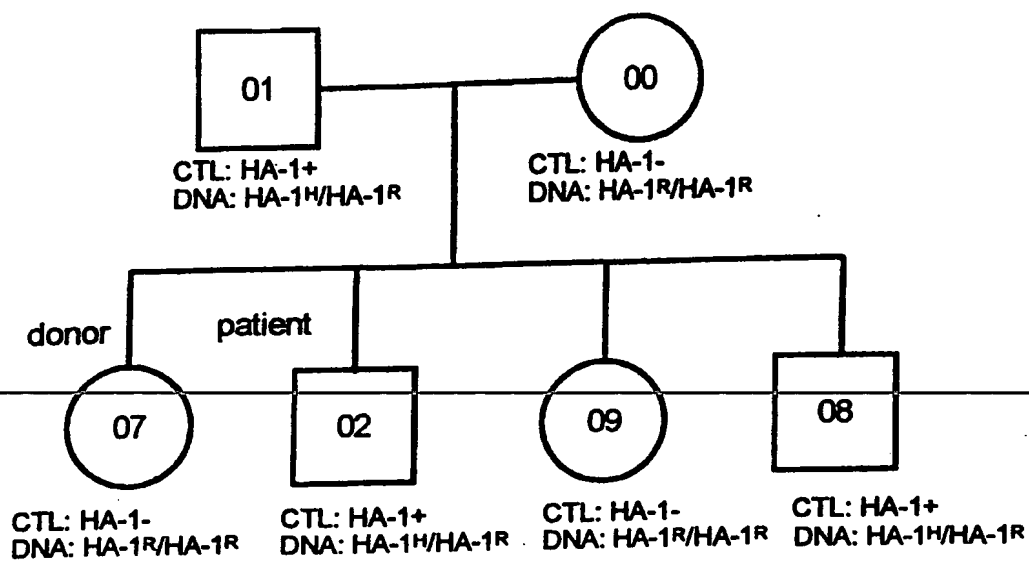 01
00
CTL: HA-1+
DNA: HA-1H/HA-1R
CTL: HA-1-
DNA: HA-1R/HA-1R
donor
patient
07
02
09
08
CTL: HA-1-
DNA: HA-1R/HA-1R
CTL: HA-1+
DNA: HA-1H/HA-1R
CTL: HA-1-
DNA: HA-1R/HA-1R
CTL: HA-1+
DNA: HA-1H/HA-1R